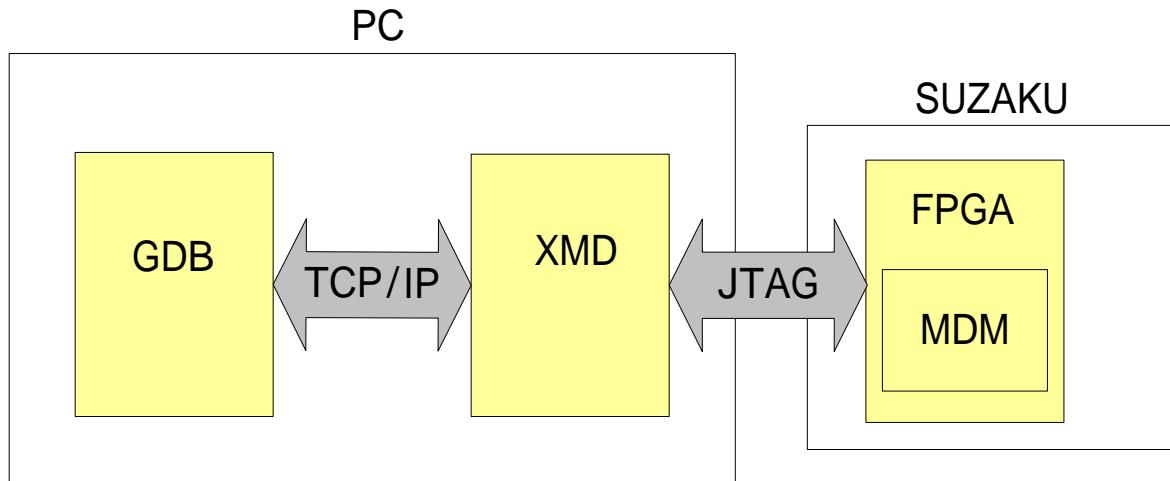 PC
SUZAKU
GDB
TCP/IP
XMD
JTAG
FPGA
MDM